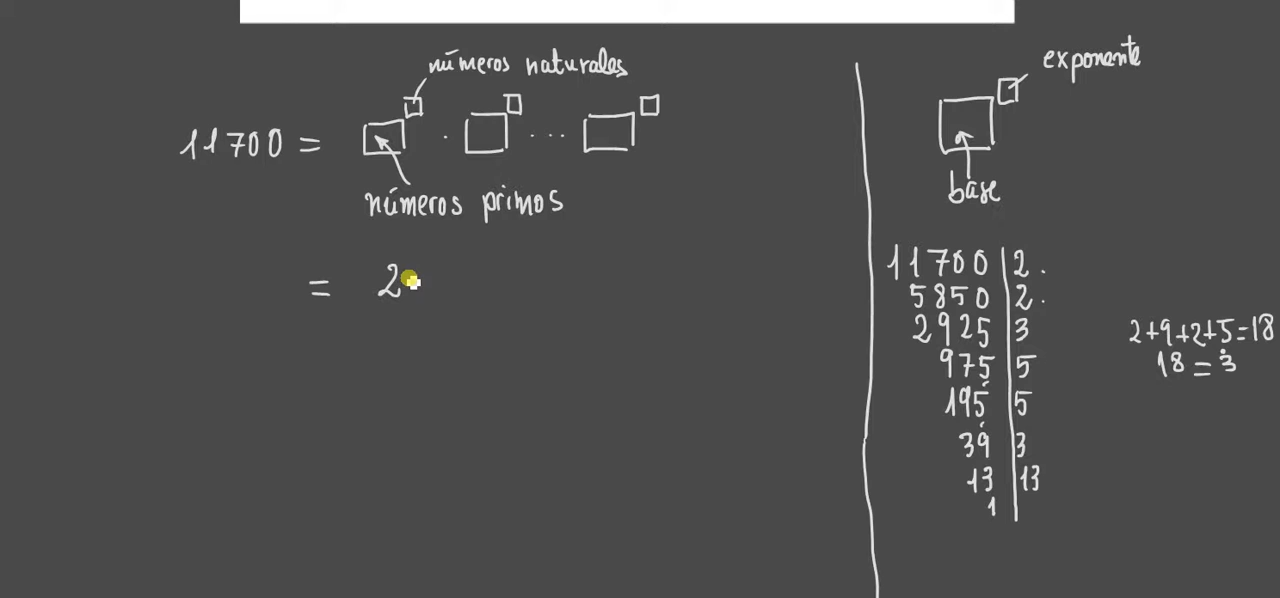 números naturales
11700 = □^□ · □^□ ... □^□
números primos
= 2
exponente
base
11700 | 2 .
5850 | 2 .
2925 | 3
975 | 5
195 | 5
39 | 3
13 | 13
1 |
2+9+2+5=18
18 = 3̇